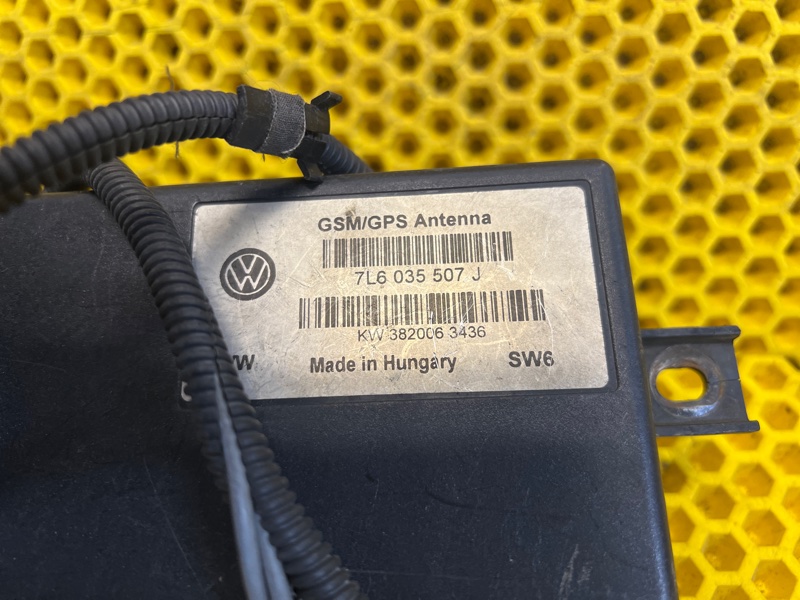 GSM/GPS Antenna
7L6 035 507 J
KW 382006 3436
Made in Hungary SW6